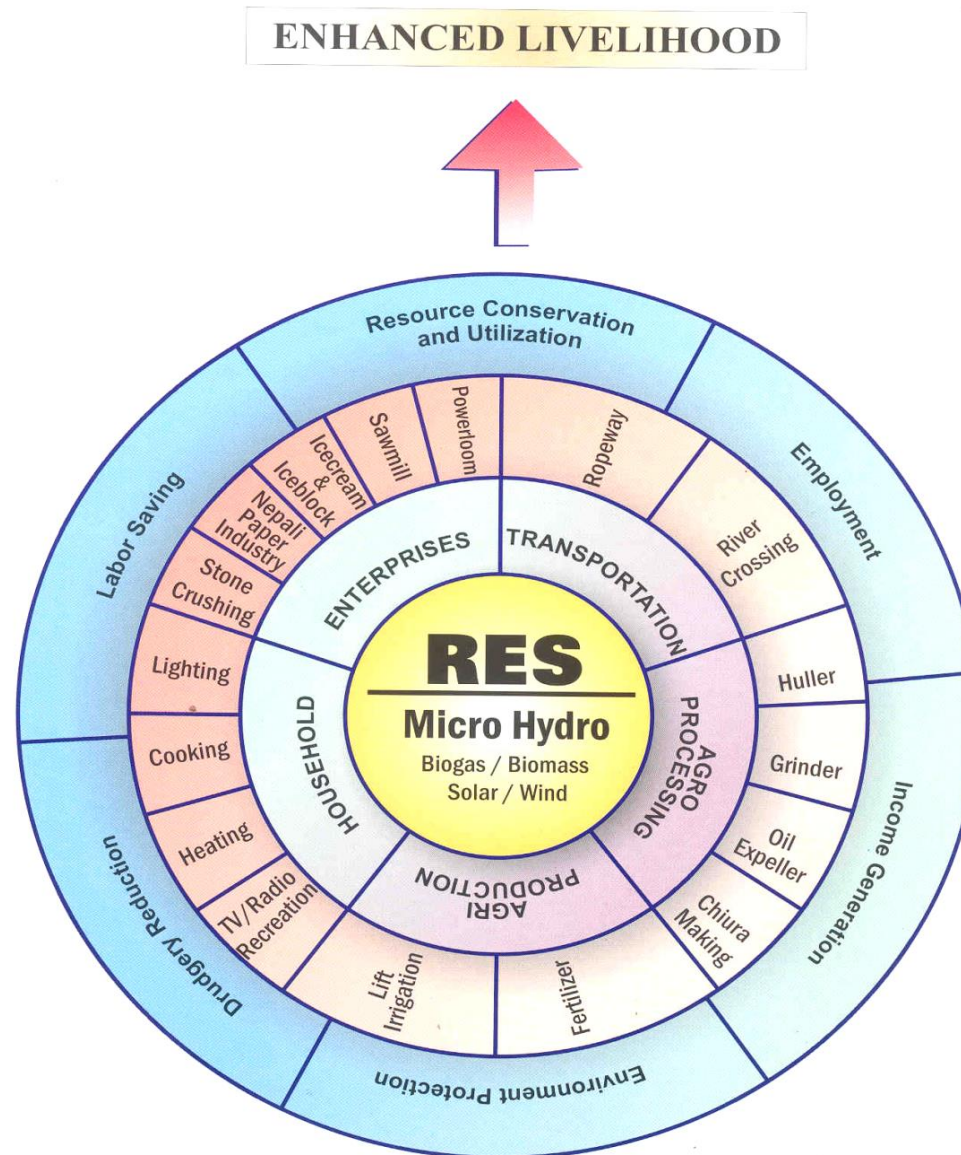 ENHANCED LIVELIHOOD
Resource Conservation
and Utilization
Employment
Income Generation
Environment Protection
Drudgery Reduction
Labor Saving
Powerloom
Ropeway
River
Crossing
Huller
Grinder
Oil
Expeller
Chiura
Making
Fertilizer
Lift
Irrigation
TV/Radio
Recreation
Heating
Cooking
Lighting
Stone
Crushing
Nepali
Paper
Industry
Icecream
&
Iceblock
Sawmill
ENTERPRISES
TRANSPORTATION
AGRO
PROCESSING
AGRI
PRODUCTION
HOUSEHOLD
RES
Micro Hydro
Biogas / Biomass
Solar / Wind